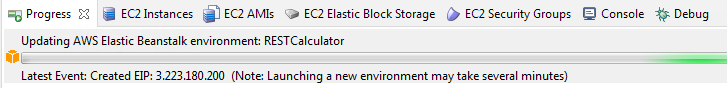 Progress EC2 Instances EC2 AMIs EC2 Elastic Block Storage EC2 Security Groups Console Debug
Updating AWS Elastic Beanstalk environment: RESTCalculator
Latest Event: Created EIP: 3.223.180.200 (Note: Launching a new environment may take several minutes)